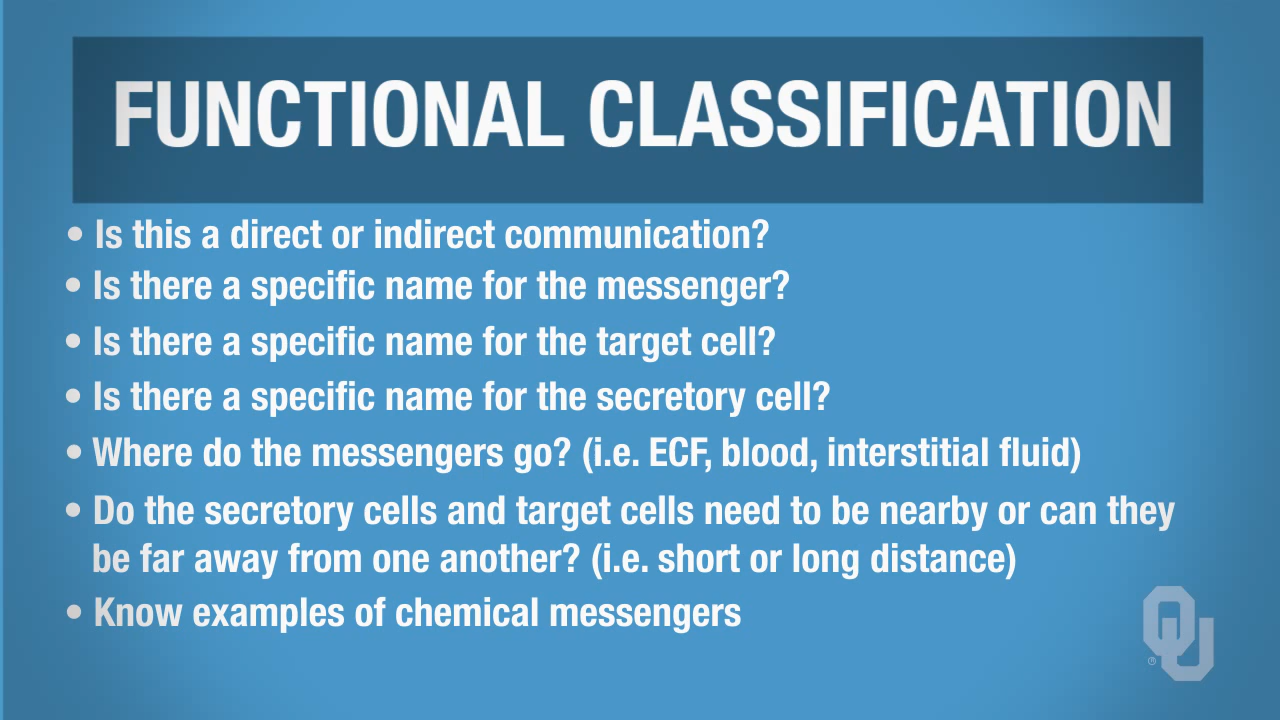 FUNCTIONAL CLASSIFICATION
• Is this a direct or indirect communication?
• Is there a specific name for the messenger?
• Is there a specific name for the target cell?
• Is there a specific name for the secretory cell?
• Where do the messengers go? (i.e. ECF, blood, interstitial fluid)
• Do the secretory cells and target cells need to be nearby or can they
be far away from one another? (i.e. short or long distance)
• Know examples of chemical messengers
OU
®